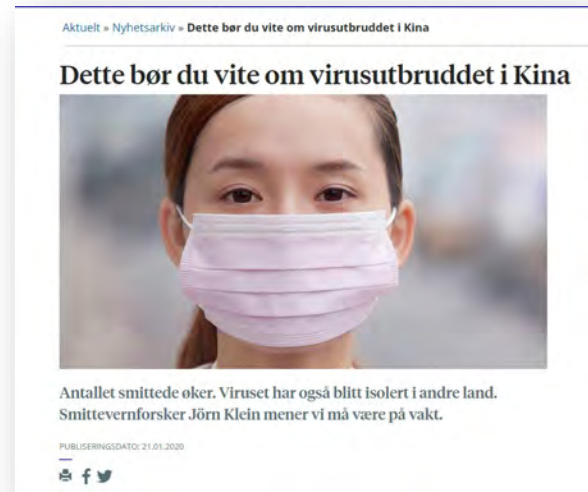 Aktuelt » Nyhetsarkiv » Dette bør du vite om virusutbruddet i Kina
Dette bør du vite om virusutbruddet i Kina
Antallet smittede øker. Viruset har også blitt isolert i andre land.
Smittevernforsker Jörn Klein mener vi må være på vakt.
PUBLISERINGSDATO: 21.01.2020